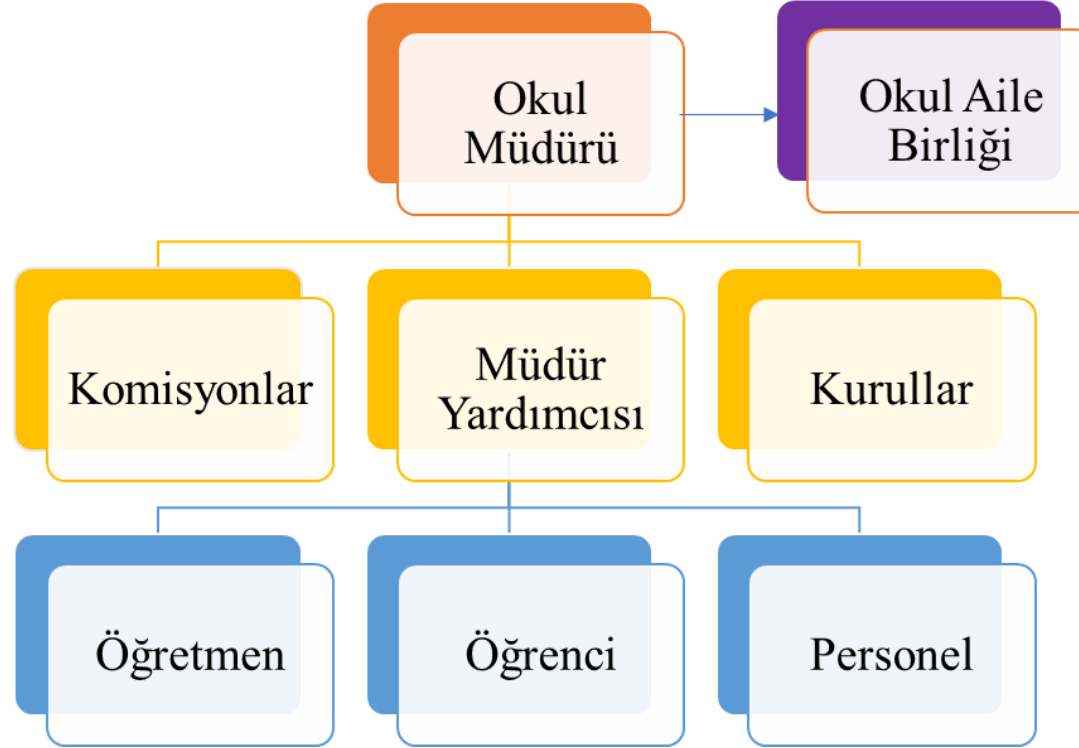 Okul
Müdürü
Okul Aile
Birliği
Komisyonlar
Müdür
Yardımcısı
Kurullar
Öğretmen
Öğrenci
Personel